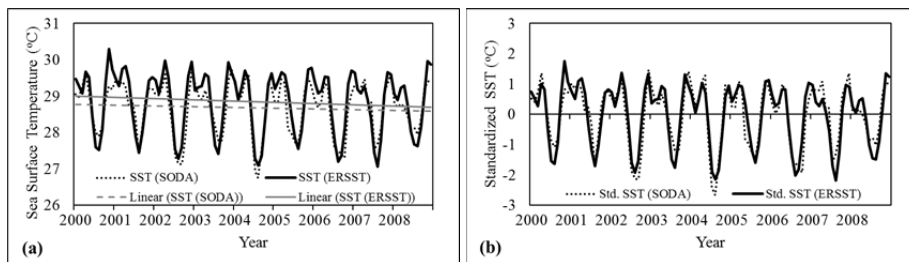 31
30
29
28
27
26
Sea Surface Temperature (ºC)
SST (SODA)
SST (ERSST)
Linear (SST (SODA))
Linear (SST (ERSST))
2000 2001 2002 2003 2004 2005 2006 2007 2008
Year
(a)
3
2
1
0
-1
-2
-3
Standardized SST (ºC)
Std. SST (SODA)
Std. SST (ERSST)
2000 2001 2002 2003 2004 2005 2006 2007 2008
Year
(b)